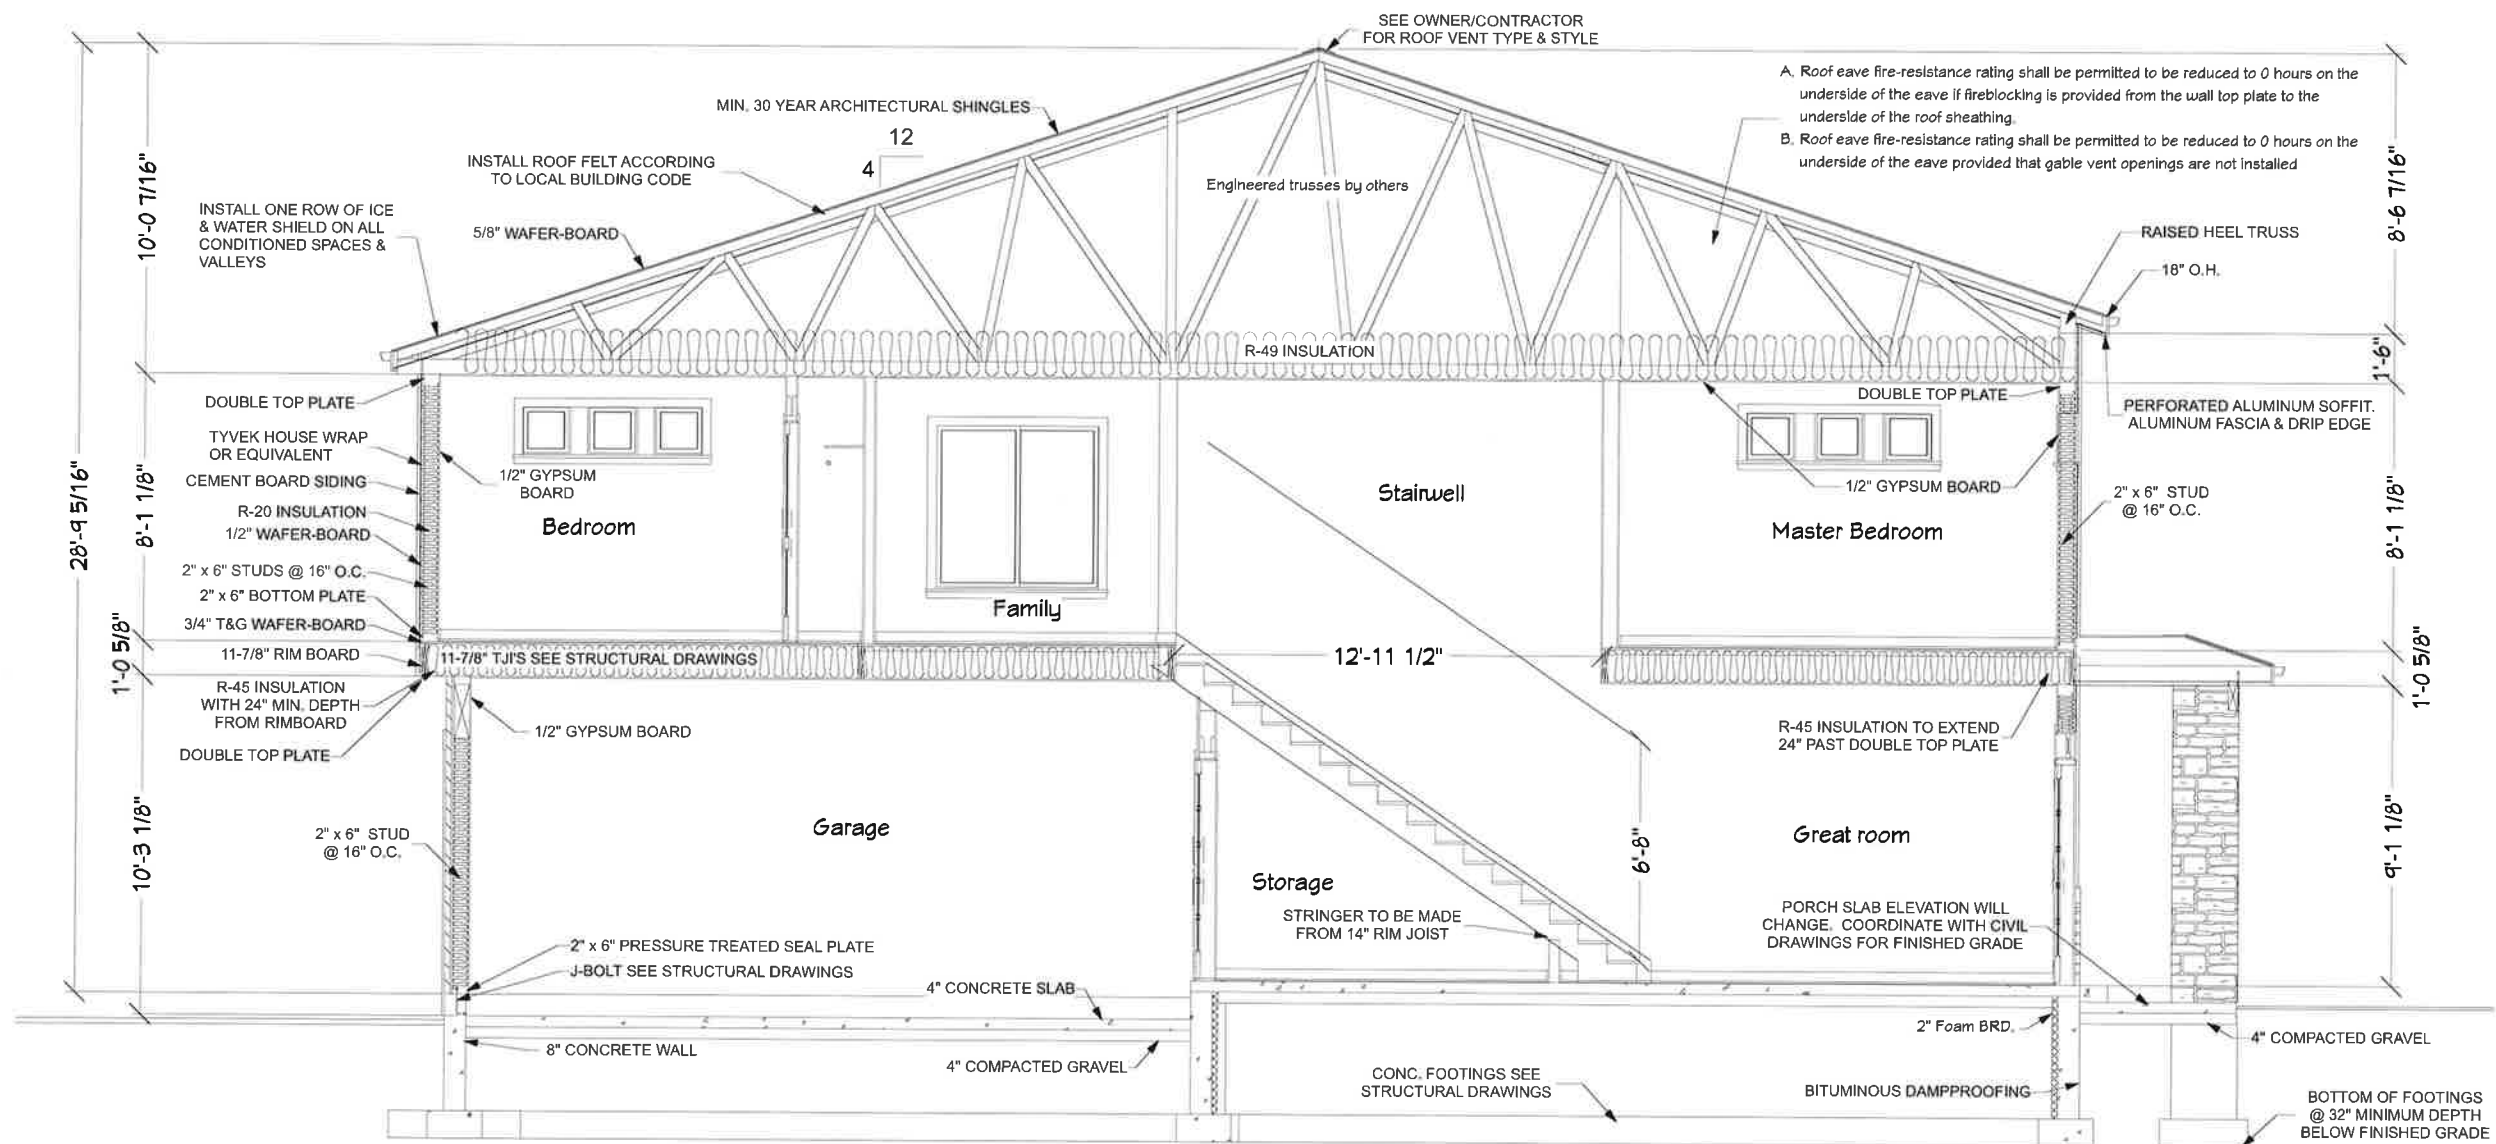 SEE OWNER/CONTRACTOR
FOR ROOF VENT TYPE & STYLE
A. Roof eave fire-resistance rating shall be permitted to be reduced to 0 hours on the
underside of the eave if fireblocking is provided from the wall top plate to the
underside of the roof sheathing.
B. Roof eave fire-resistance rating shall be permitted to be reduced to 0 hours on the
underside of the eave provided that gable vent openings are not installed
MIN. 30 YEAR ARCHITECTURAL SHINGLES
12
4
INSTALL ROOF FELT ACCORDING
TO LOCAL BUILDING CODE
Engineered trusses by others
INSTALL ONE ROW OF ICE
& WATER SHIELD ON ALL
CONDITIONED SPACES &
VALLEYS
5/8" WAFER-BOARD
10'-0 7/16"
8'-6 7/16"
RAISED HEEL TRUSS
18" O.H.
R-49 INSULATION
1'-6"
DOUBLE TOP PLATE
DOUBLE TOP PLATE
PERFORATED ALUMINUM SOFFIT.
ALUMINUM FASCIA & DRIP EDGE
TYVEK HOUSE WRAP
OR EQUIVALENT
CEMENT BOARD SIDING
1/2" GYPSUM
BOARD
R-20 INSULATION
1/2" WAFER-BOARD
2" x 6" STUDS @ 16" O.C.
2" x 6" BOTTOM PLATE
3/4" T&G WAFER-BOARD
11-7/8" RIM BOARD
28'-9 5/16"
8'-1 1/8"
Bedroom
Family
Stairwell
1/2" GYPSUM BOARD
Master Bedroom
2" x 6" STUD
@ 16" O.C.
8'-1 1/8"
1'-0 5/8"
11-7/8" TJI'S SEE STRUCTURAL DRAWINGS
12'-11 1/2"
1'-0 5/8"
R-45 INSULATION
WITH 24" MIN. DEPTH
FROM RIMBOARD
DOUBLE TOP PLATE
1/2" GYPSUM BOARD
R-45 INSULATION TO EXTEND
24" PAST DOUBLE TOP PLATE
10'-3 1/8"
2" x 6" STUD
@ 16" O.C.
Garage
6'-8"
Great room
9'-1 1/8"
Storage
STRINGER TO BE MADE
FROM 14" RIM JOIST
PORCH SLAB ELEVATION WILL
CHANGE. COORDINATE WITH CIVIL
DRAWINGS FOR FINISHED GRADE
2" x 6" PRESSURE TREATED SEAL PLATE
J-BOLT SEE STRUCTURAL DRAWINGS
4" CONCRETE SLAB
8" CONCRETE WALL
4" COMPACTED GRAVEL
2" Foam BRD.
4" COMPACTED GRAVEL
CONC. FOOTINGS SEE
STRUCTURAL DRAWINGS
BITUMINOUS DAMPPROOFING
BOTTOM OF FOOTINGS
@ 32" MINIMUM DEPTH
BELOW FINISHED GRADE